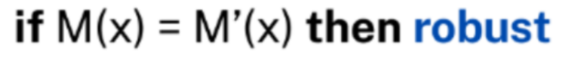 if M(x) = M’(x) then robust